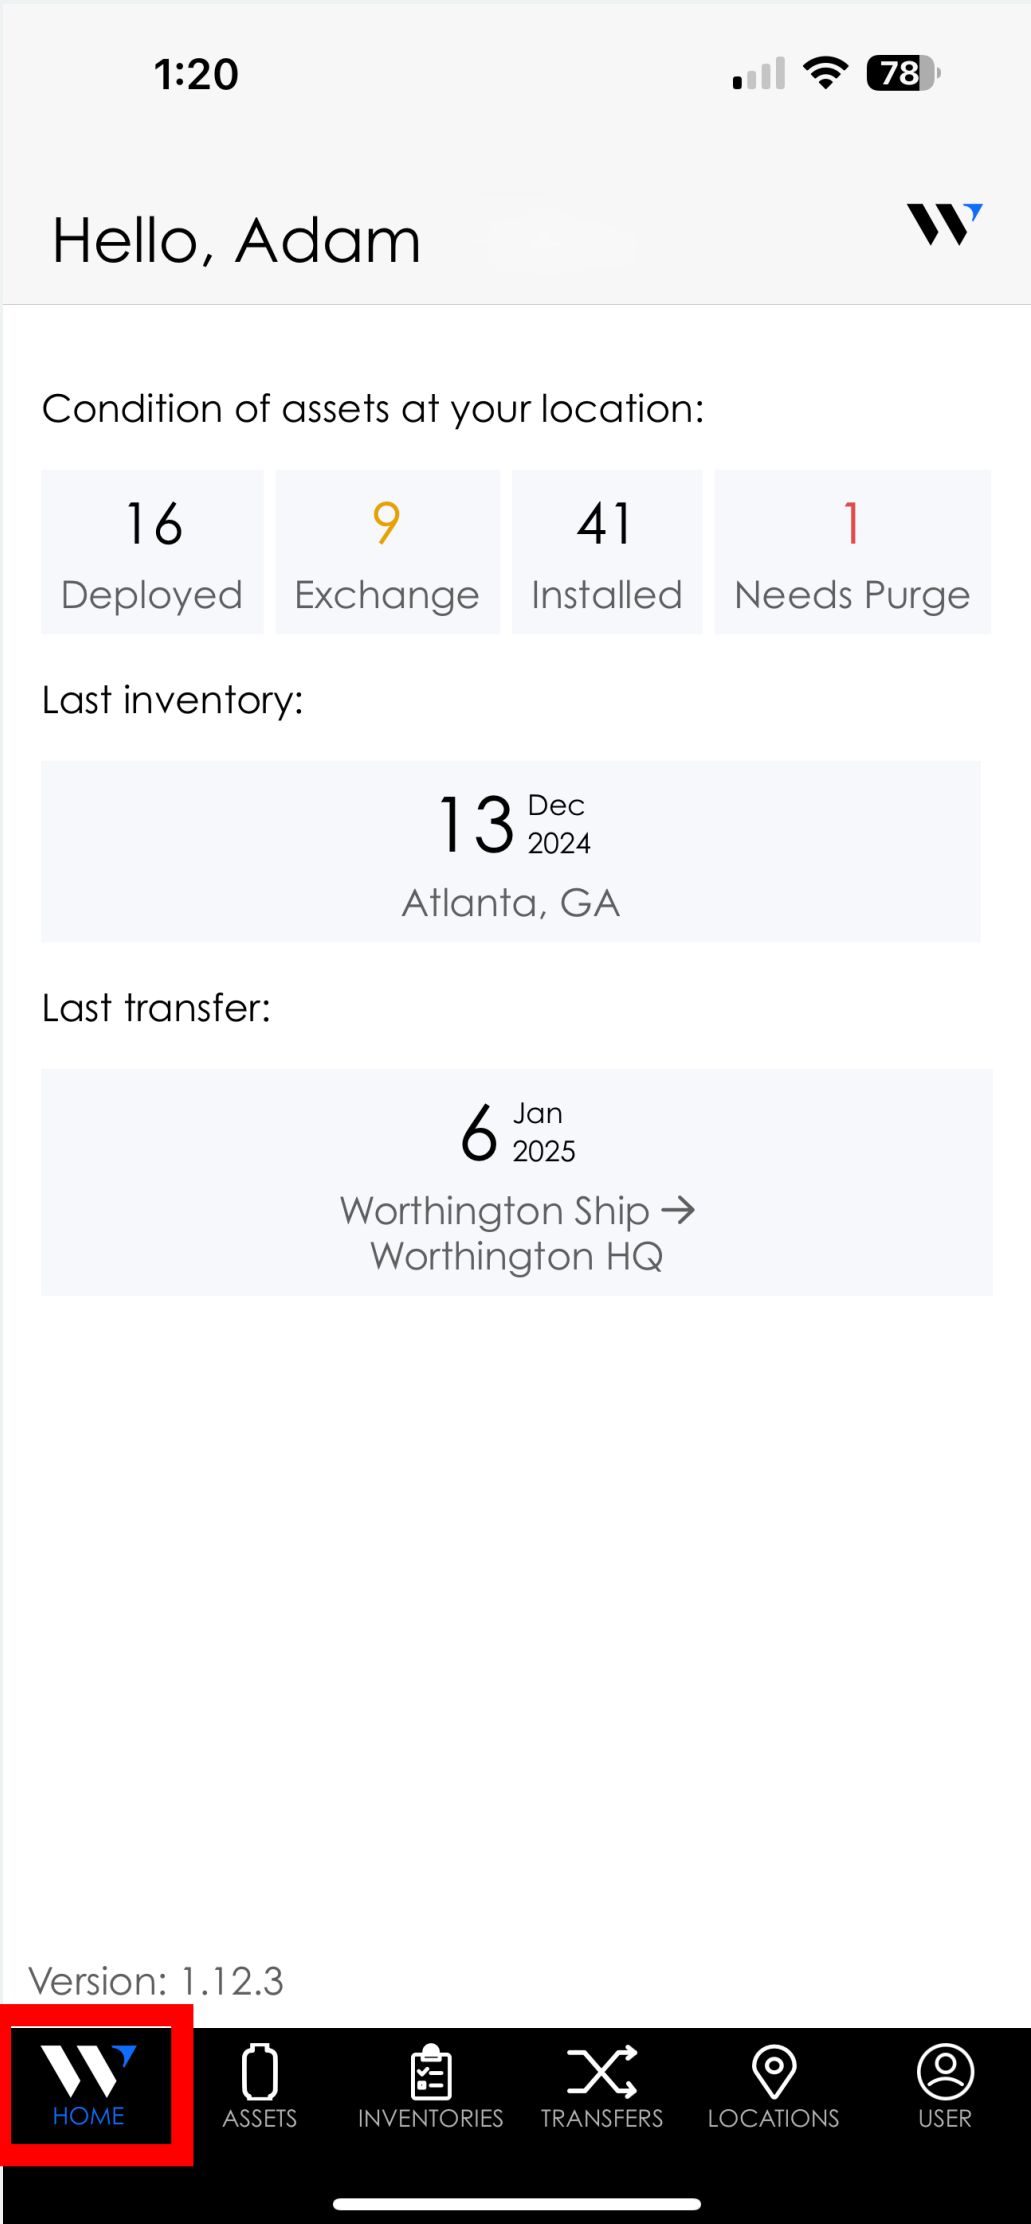 1:20
78
Hello, Adam
W
Condition of assets at your location:
16
Deployed
9
Exchange
41
Installed
1
Needs Purge
Last inventory:
13 Dec
2024
Atlanta, GA
Last transfer:
6 Jan
2025
Worthington Ship →
Worthington HQ
Version: 1.12.3
W
HOME
ASSETS
INVENTORIES
TRANSFERS
LOCATIONS
USER